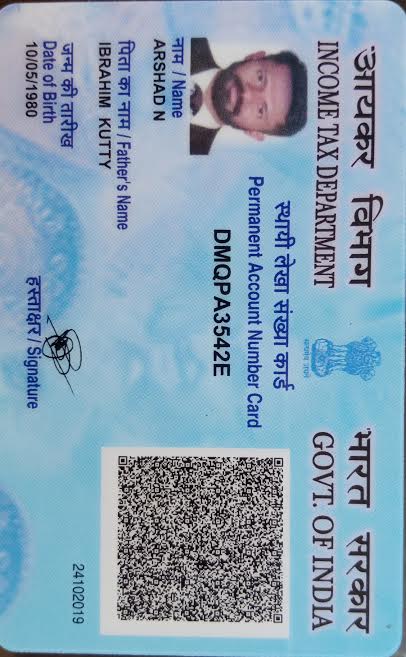 आयकर विभाग
INCOME TAX DEPARTMENT
भारत सरकार
GOVT. OF INDIA
सत्यमेव जयते
स्थायी लेखा संख्या कार्ड
Permanent Account Number Card
DMQPA3542E
नाम / Name
ARSHAD N
पिता का नाम / Father's Name
IBRAHIM KUTTY
जन्म की तारीख
Date of Birth
10/05/1980
हस्ताक्षर / Signature
24102019